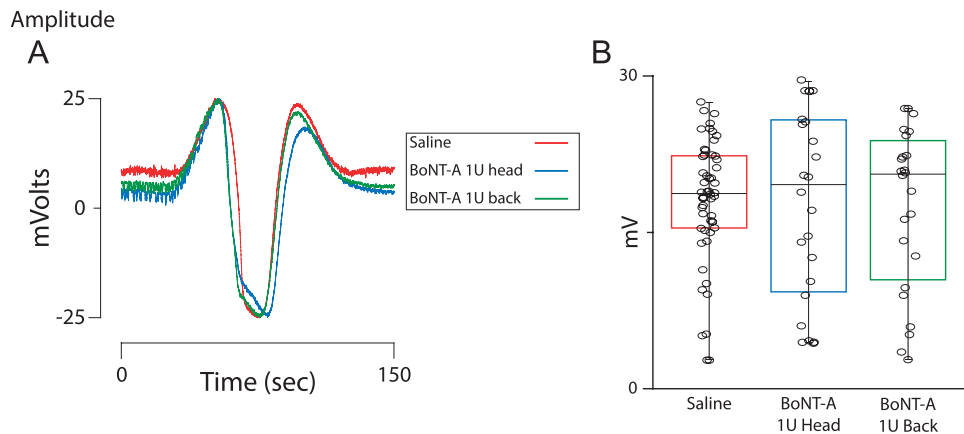 Amplitude
A
25
0
-25
mVolts
0
150
Time (sec)
Saline
BoNT-A 1U head
BoNT-A 1U back
B
30
mV
0
Saline
BoNT-A
1U Head
BoNT-A
1U Back